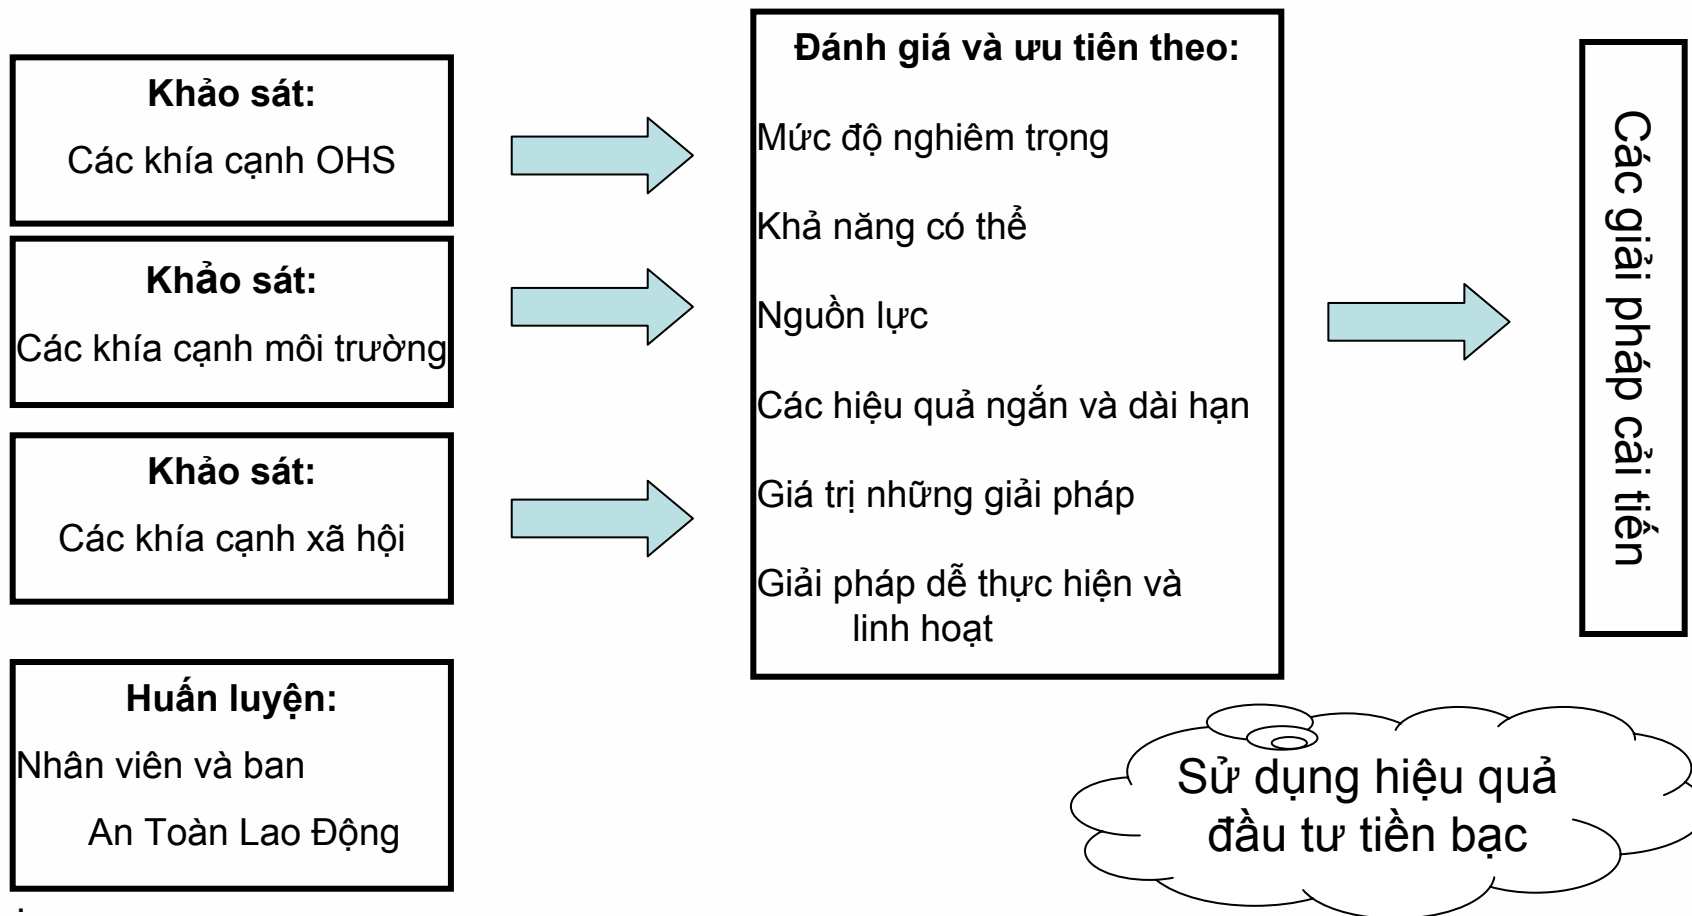 Khảo sát:
Các khía cạnh OHS
Khảo sát:
Các khía cạnh môi trường
Khảo sát:
Các khía cạnh xã hội
Huấn luyện:
Nhân viên và ban
An Toàn Lao Động
.
Đánh giá và ưu tiên theo:
Mức độ nghiêm trọng
Khả năng có thể
Nguồn lực
Các hiệu quả ngắn và dài hạn
Giá trị những giải pháp
Giải pháp dễ thực hiện và
linh hoạt
Các giải pháp cải tiến
Sử dụng hiệu quả
đầu tư tiền bạc